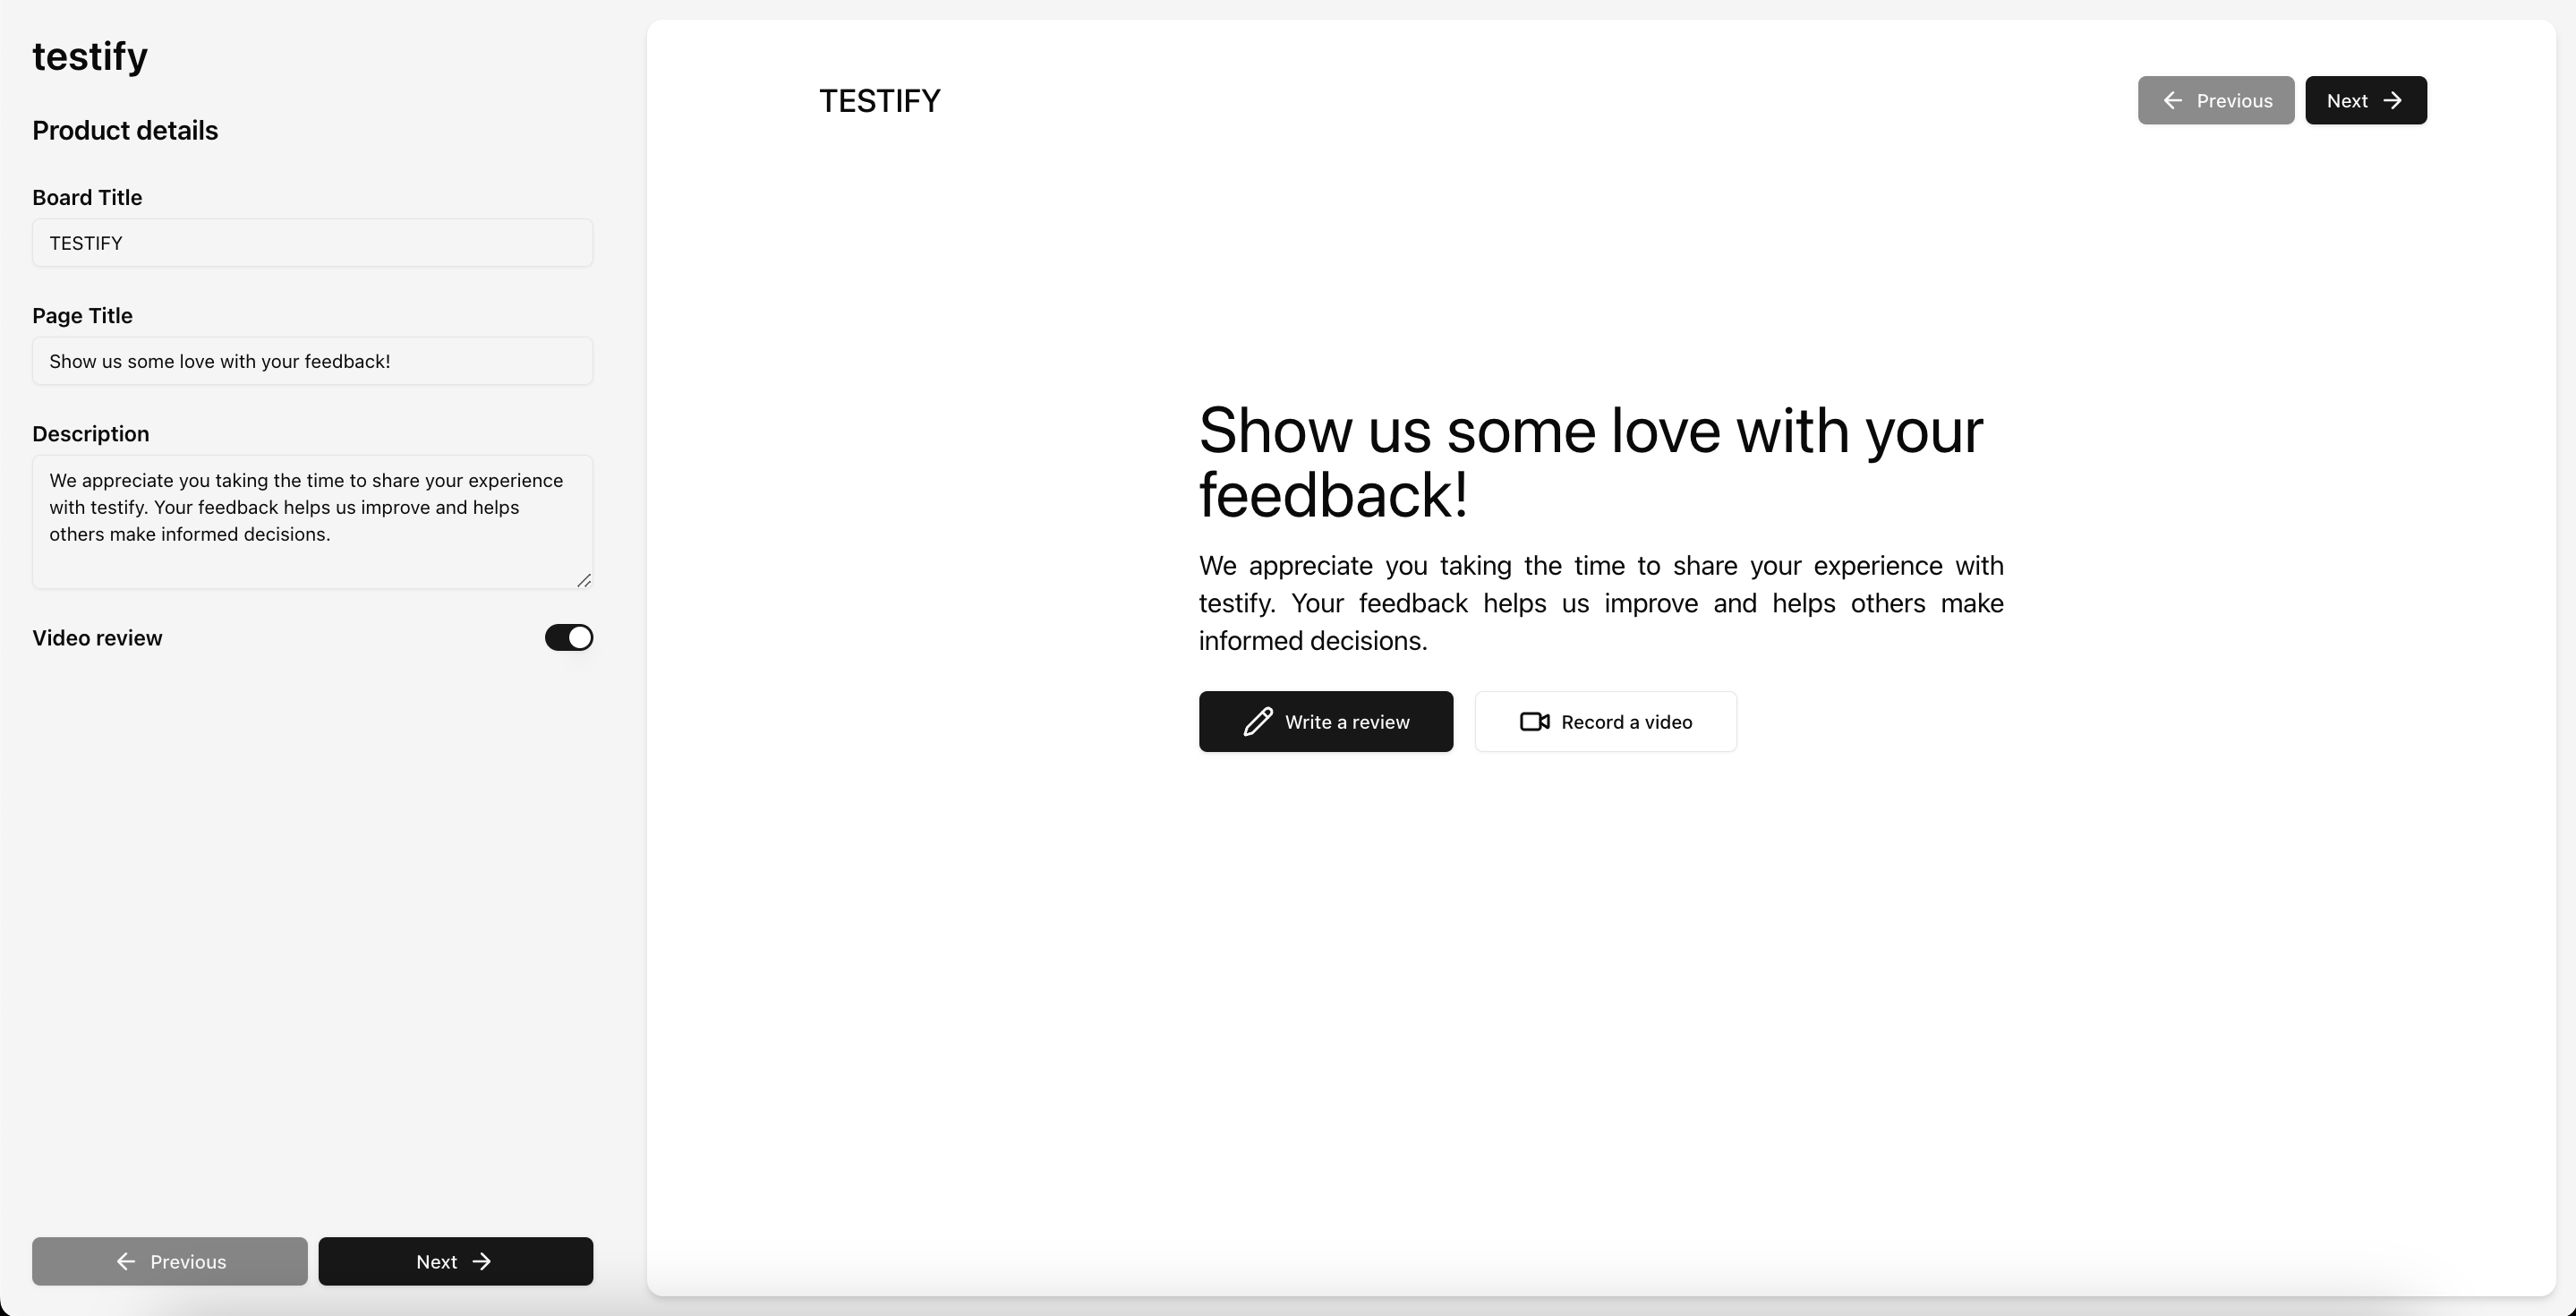 testify
Product details
Board Title
TESTIFY
Page Title
Show us some love with your feedback!
Description
We appreciate you taking the time to share your experience
with testify. Your feedback helps us improve and helps
others make informed decisions.
Video review
Previous
Next
TESTIFY
Previous
Next
Show us some love with your
feedback!
We appreciate you taking the time to share your experience with
testify. Your feedback helps us improve and helps others make
informed decisions.
Write a review
Record a video